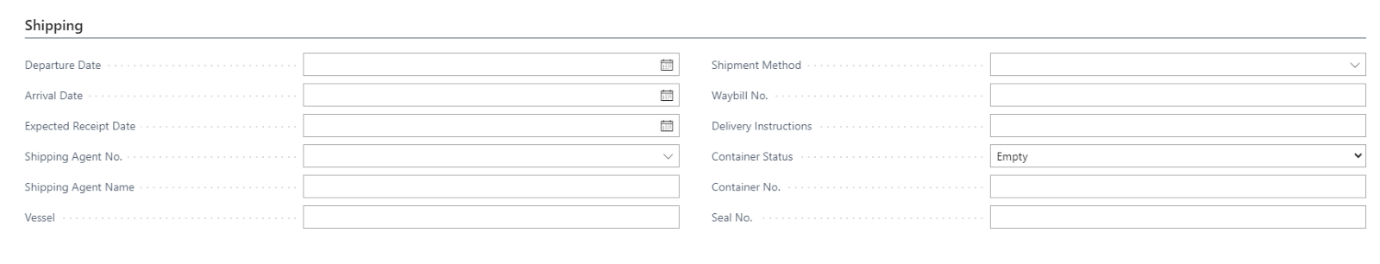 Shipping
Departure Date
Arrival Date
Expected Receipt Date
Shipping Agent No.
Shipping Agent Name
Vessel
Shipment Method
Waybill No.
Delivery Instructions
Container Status Empty
Container No.
Seal No.